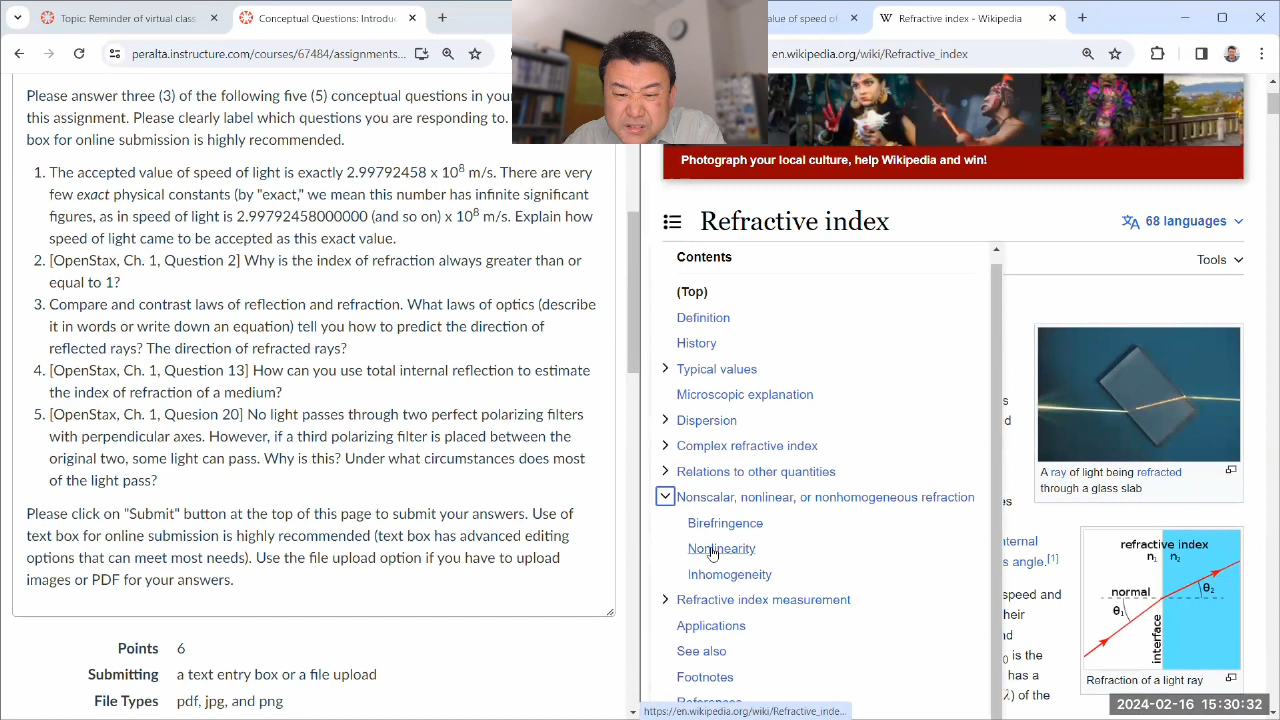 Topic Reminder of virtual class
Conceptual Questions: Introdu
alue of speed of
W Refractive index - Wikipedia
peralta.instructure.com/courses/67484/assignments...
en.wikipedia.org/wiki/Refractive_index
Please answer three (3) of the following five (5) conceptual questions in your
this assignment. Please clearly label which questions you are responding to.
box for online submission is highly recommended.
1. The accepted value of speed of light is exactly 2.99792458 x 10⁸ m/s. There are very
few exact physical constants (by "exact," we mean this number has infinite significant
figures, as in speed of light is 2.99792458000000 (and so on) x 10⁸ m/s. Explain how
speed of light came to be accepted as this exact value.
2. [OpenStax, Ch. 1, Question 2] Why is the index of refraction always greater than or
equal to 1?
3. Compare and contrast laws of reflection and refraction. What laws of optics (describe
it in words or write down an equation) tell you how to predict the direction of
reflected rays? The direction of refracted rays?
4. [OpenStax, Ch. 1, Question 13] How can you use total internal reflection to estimate
the index of refraction of a medium?
5. [OpenStax, Ch. 1, Quesion 20] No light passes through two perfect polarizing filters
with perpendicular axes. However, if a third polarizing filter is placed between the
original two, some light can pass. Why is this? Under what circumstances does most
of the light pass?
Please click on "Submit" button at the top of this page to submit your answers. Use of
text box for online submission is highly recommended (text box has advanced editing
options that can meet most needs). Use the file upload option if you have to upload
images or PDF for your answers.
Points 6
Submitting a text entry box or a file upload
File Types pdf, jpg, and png
Photograph your local culture, help Wikipedia and win!
Refractive index
68 languages
Tools
Contents
(Top)
Definition
History
Typical values
Microscopic explanation
Dispersion
Complex refractive index
Relations to other quantities
Nonscalar, nonlinear, or nonhomogeneous refraction
Birefringence
Nonlinearity
Inhomogeneity
Refractive index measurement
Applications
See also
Footnotes
References
https://en.wikipedia.org/wiki/Refractive_inde...
A ray of light being refracted
through a glass slab
s
d
s
nternal
s angle.[1]
speed and
heir
nd
0 is the
has a
) of the
refractive index
n₁ n₂
normal
θ₁
θ₂
interface
Refraction of a light ray
2024-02-16 15:30:32